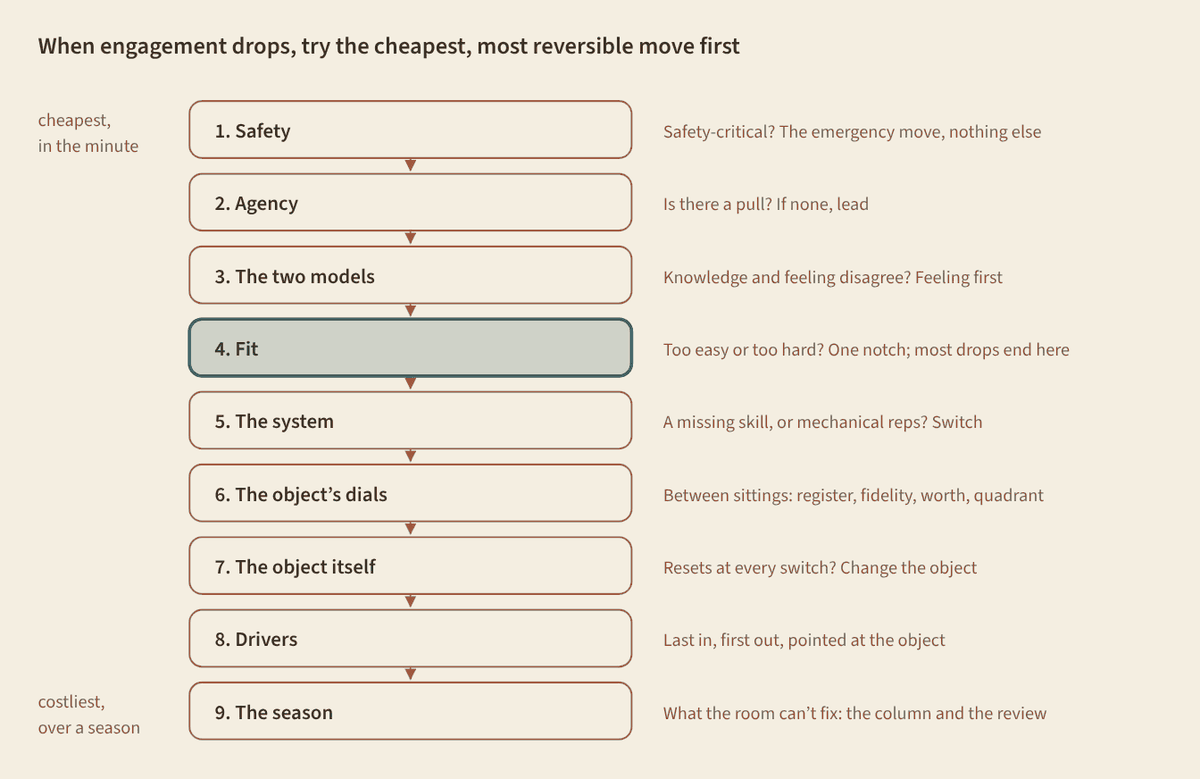 When engagement drops, try the cheapest, most reversible move first
cheapest,
in the minute
1. Safety
Safety-critical? The emergency move, nothing else
2. Agency
Is there a pull? If none, lead
3. The two models
Knowledge and feeling disagree? Feeling first
4. Fit
Too easy or too hard? One notch; most drops end here
5. The system
A missing skill, or mechanical reps? Switch
6. The object’s dials
Between sittings: register, fidelity, worth, quadrant
7. The object itself
Resets at every switch? Change the object
8. Drivers
Last in, first out, pointed at the object
costliest,
over a season
9. The season
What the room can’t fix: the column and the review